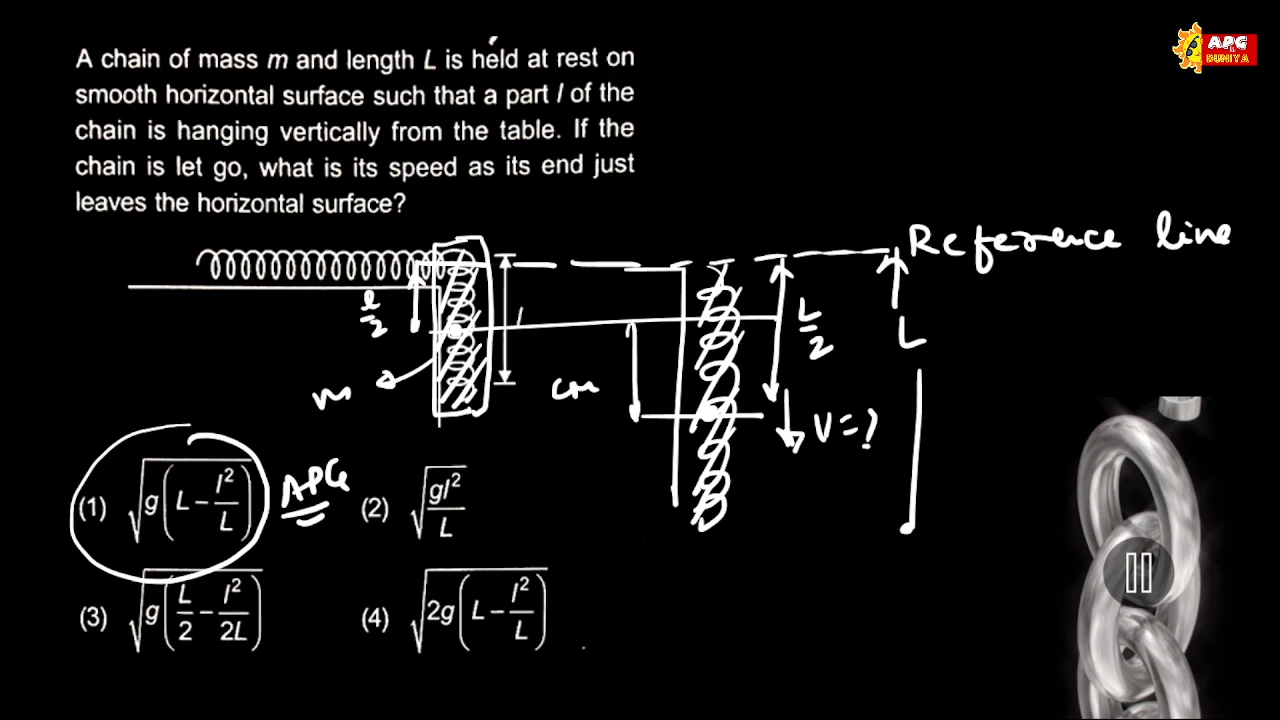 APG
DUNIYA
A chain of mass m and length L is held at rest on
smooth horizontal surface such that a part l of the
chain is hanging vertically from the table. If the
chain is let go, what is its speed as its end just
leaves the horizontal surface?
Reference line
l/2
l
L/2
L
m
cm
V=?
(1) √(g(L − l²/L))
APG
(2) √(gl²/L)
(3) √(g(L/2 − l²/2L))
(4) √(2g(L − l²/L))